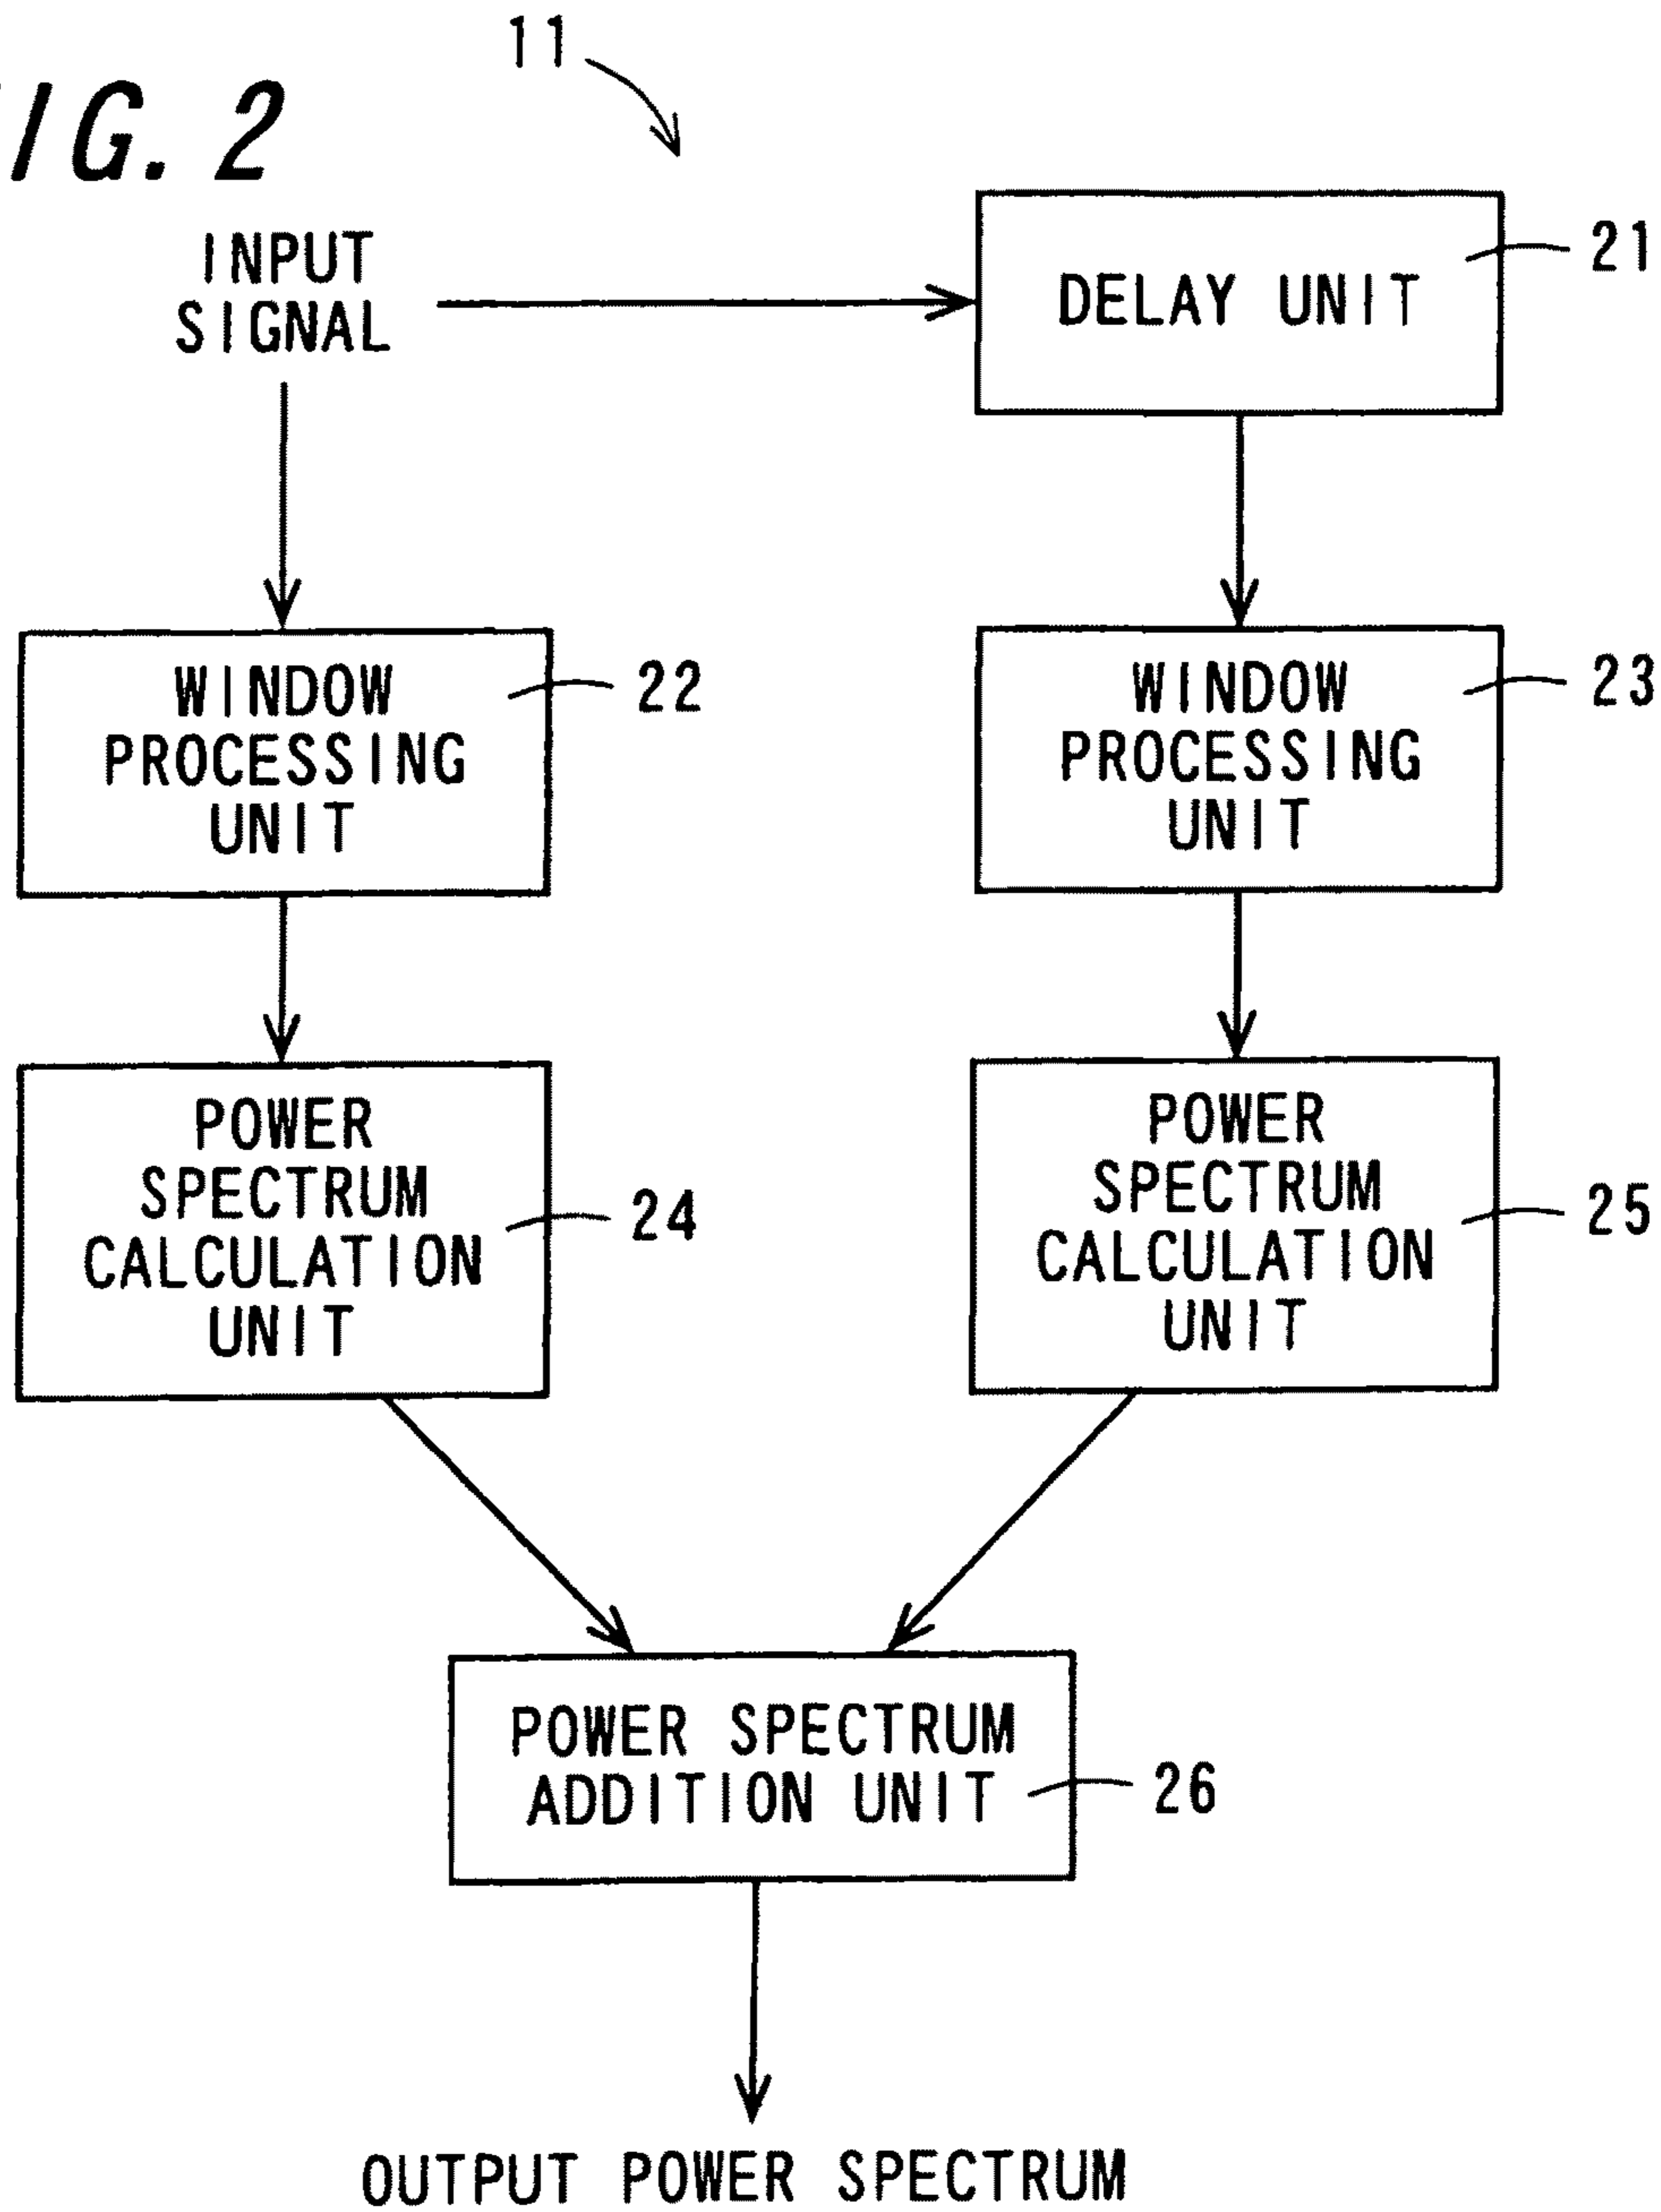 11
FIG. 2
INPUT
SIGNAL
DELAY UNIT
21
WINDOW
PROCESSING
UNIT
22
WINDOW
PROCESSING
UNIT
23
POWER
SPECTRUM
CALCULATION
UNIT
24
POWER
SPECTRUM
CALCULATION
UNIT
25
POWER SPECTRUM
ADDITION UNIT
26
OUTPUT POWER SPECTRUM